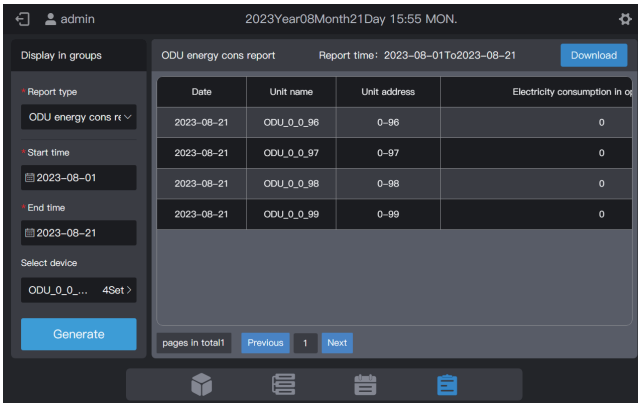 admin
2023Year08Month21Day 15:55 MON.
Display in groups
ODU energy cons report Report time: 2023-08-01To2023-08-21 Download
* Report type
ODU energy cons re
* Start time
2023-08-01
* End time
2023-08-21
Select device
ODU_0_0_... 4Set >
Generate
Date Unit name Unit address Electricity consumption in op
2023-08-21 ODU_0_0_96 0-96 0
2023-08-21 ODU_0_0_97 0-97 0
2023-08-21 ODU_0_0_98 0-98 0
2023-08-21 ODU_0_0_99 0-99 0
pages in total1 Previous 1 Next